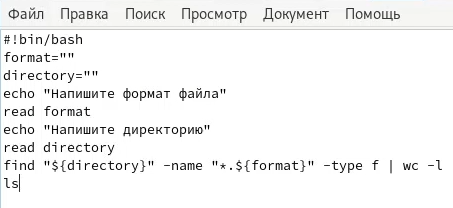 Файл Правка Поиск Просмотр Документ Помощь
#!bin/bash
format=""
directory=""
echo "Напишите формат файла"
read format
echo "Напишите директорию"
read directory
find "${directory}" -name "*.${format}" -type f | wc -l
ls